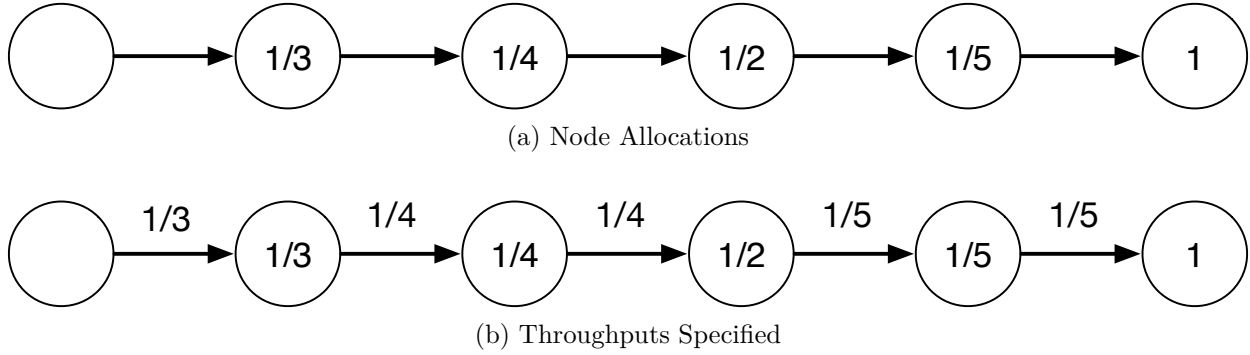 1/3 1/4 1/2 1/5 1
(a) Node Allocations
1/3 1/4 1/4 1/5 1/5
1/3 1/4 1/2 1/5 1
(b) Throughputs Specified